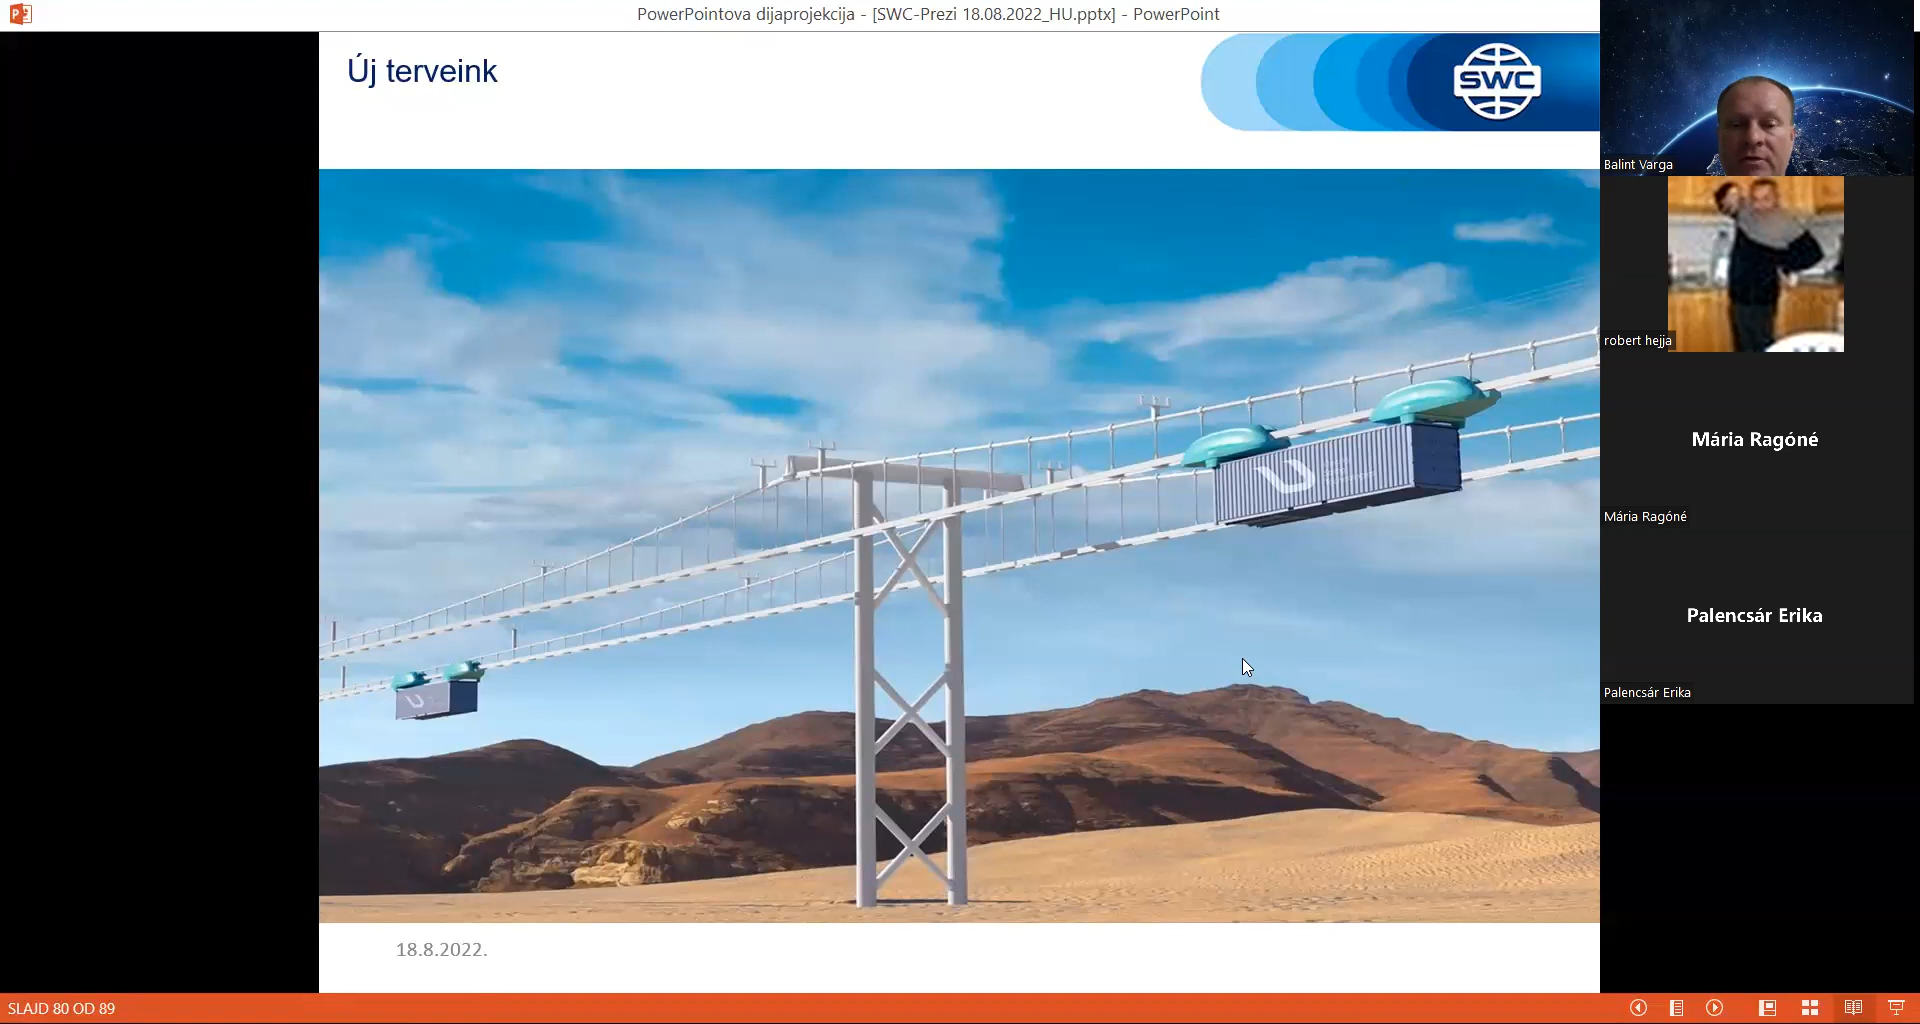 PowerPointova dijaprojekcija - [SWC-Prezi 18.08.2022_HU.pptx] - PowerPoint
Új terveink
SWC
18.8.2022.
SLAJD 80 OD 89
Balint Varga
robert hejja
Mária Ragóné
Mária Ragóné
Palencsár Erika
Palencsár Erika